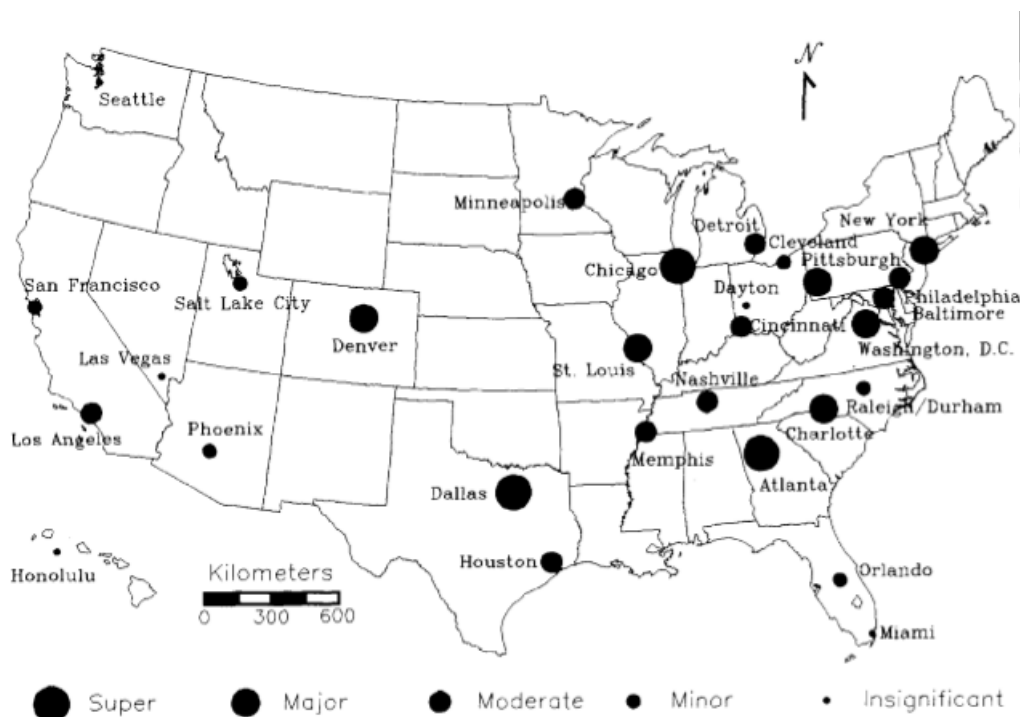 N
Seattle
Minneapolis
Detroit
New York
Cleveland
Chicago
Pittsburgh
San Francisco
Dayton
Salt Lake City
Philadelphia
Baltimore
Cincinnati
Denver
Washington, D.C.
Las Vegas
St. Louis
Nashville
Raleigh/Durham
Los Angeles
Phoenix
Charlotte
Memphis
Atlanta
Dallas
Houston
Orlando
Honolulu
Kilometers
0 300 600
Miami
Super Major Moderate Minor Insignificant